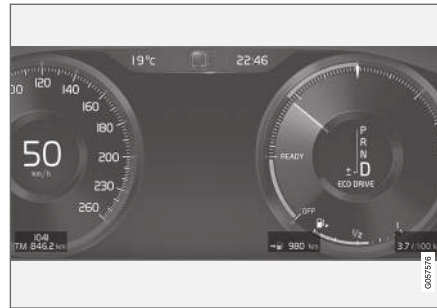 19°C 22:46
00 120 140 160 180 200 230 260
50
km/h
1041
TM 846.2 km
READY
OFF
P
R
N
± D
ECO DRIVE
1/2
1
980 km
3.7 l/100 k
G057576